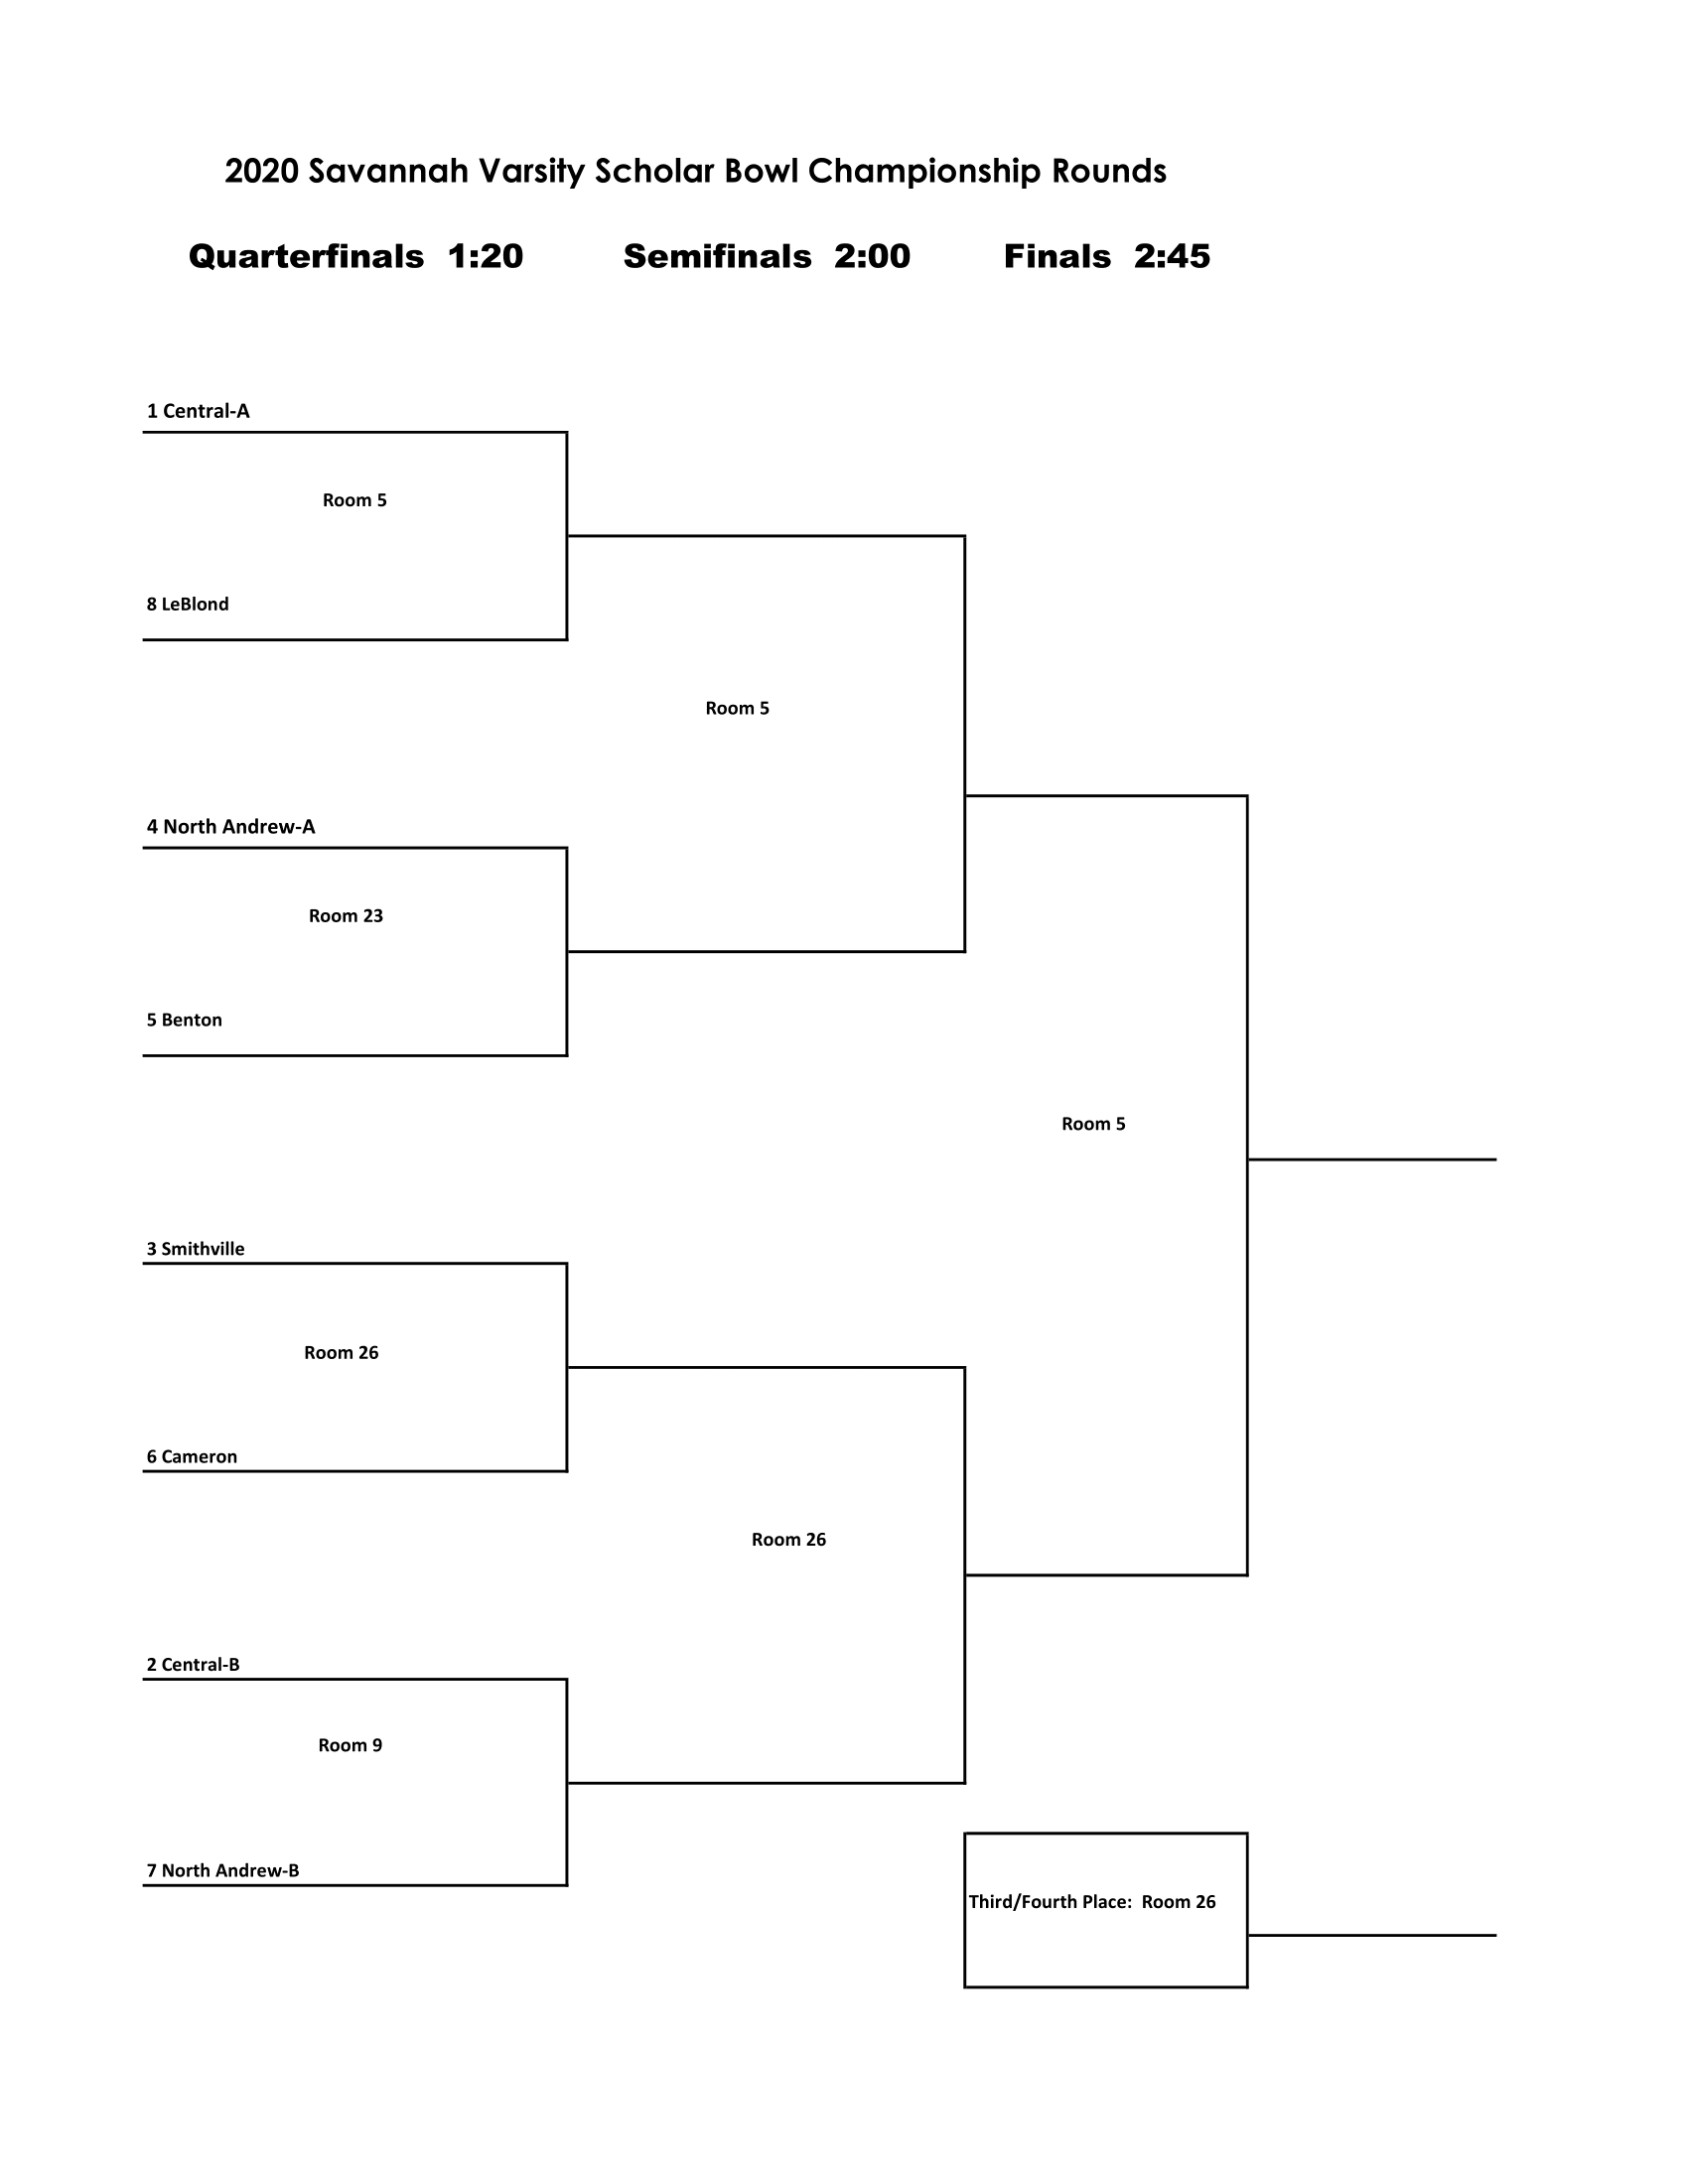 2020 Savannah Varsity Scholar Bowl Championship Rounds
Quarterfinals 1:20 Semifinals 2:00 Finals 2:45
1 Central-A
Room 5
8 LeBlond
Room 5
4 North Andrew-A
Room 23
5 Benton
Room 5
3 Smithville
Room 26
6 Cameron
Room 26
2 Central-B
Room 9
7 North Andrew-B
Third/Fourth Place: Room 26